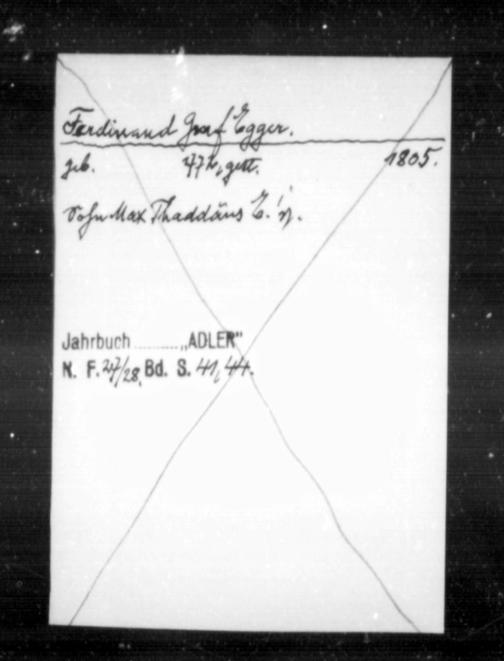 Ferdinand Graf Egger.
geb. 1772, gest. 1805.
Sohn Max Thaddäus E.'s.
Jahrbuch ..........„ADLER"
N. F. 27/28, Bd. S. 41, 44.